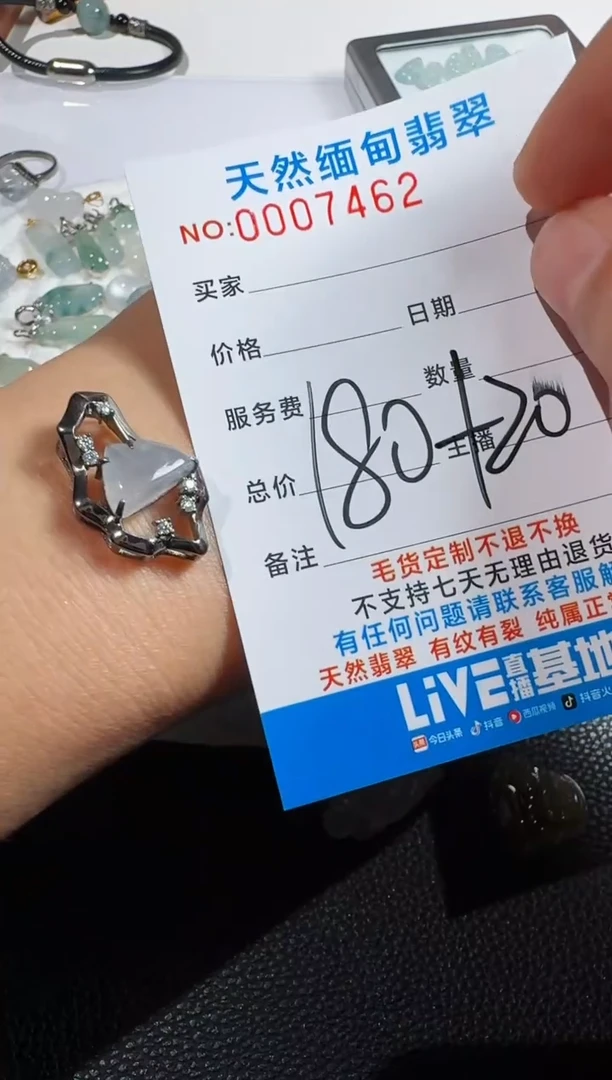 天然缅甸翡翠
NO:0007462
买家
价格 日期
服务费 数量
180+20
总价 主播
备注
毛货定制不退不换
不支持七天无理由退货
有任何问题请联系客服解
天然翡翠 有纹有裂 纯属正常
LiVE直播基地
头条 今日头条 抖音 西瓜视频 抖音火